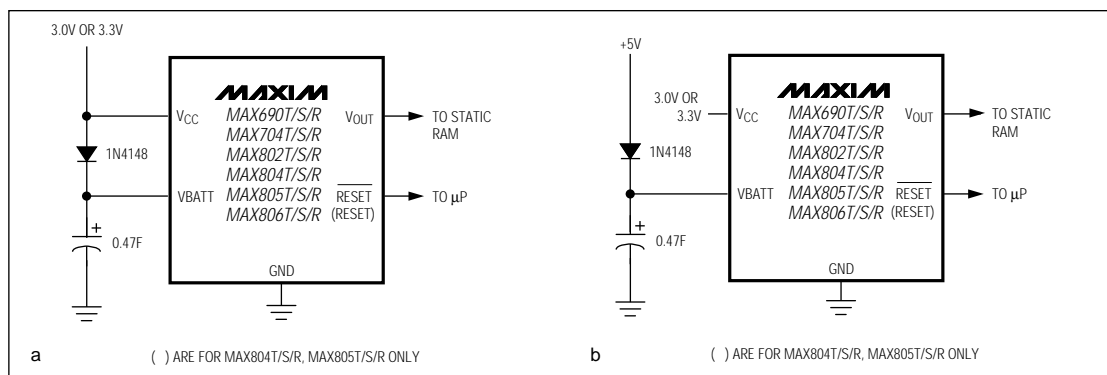 3.0V OR 3.3V
MAXIM
MAX690T/S/R
MAX704T/S/R
MAX802T/S/R
MAX804T/S/R
MAX805T/S/R
MAX806T/S/R
VCC
VOUT
TO STATIC
RAM
1N4148
VBATT
RESET
(RESET)
TO μP
+
0.47F
GND
a
( ) ARE FOR MAX804T/S/R, MAX805T/S/R ONLY
+5V
3.0V OR
3.3V
MAXIM
MAX690T/S/R
MAX704T/S/R
MAX802T/S/R
MAX804T/S/R
MAX805T/S/R
MAX806T/S/R
VCC
VOUT
TO STATIC
RAM
1N4148
VBATT
RESET
(RESET)
TO μP
+
0.47F
GND
b
( ) ARE FOR MAX804T/S/R, MAX805T/S/R ONLY